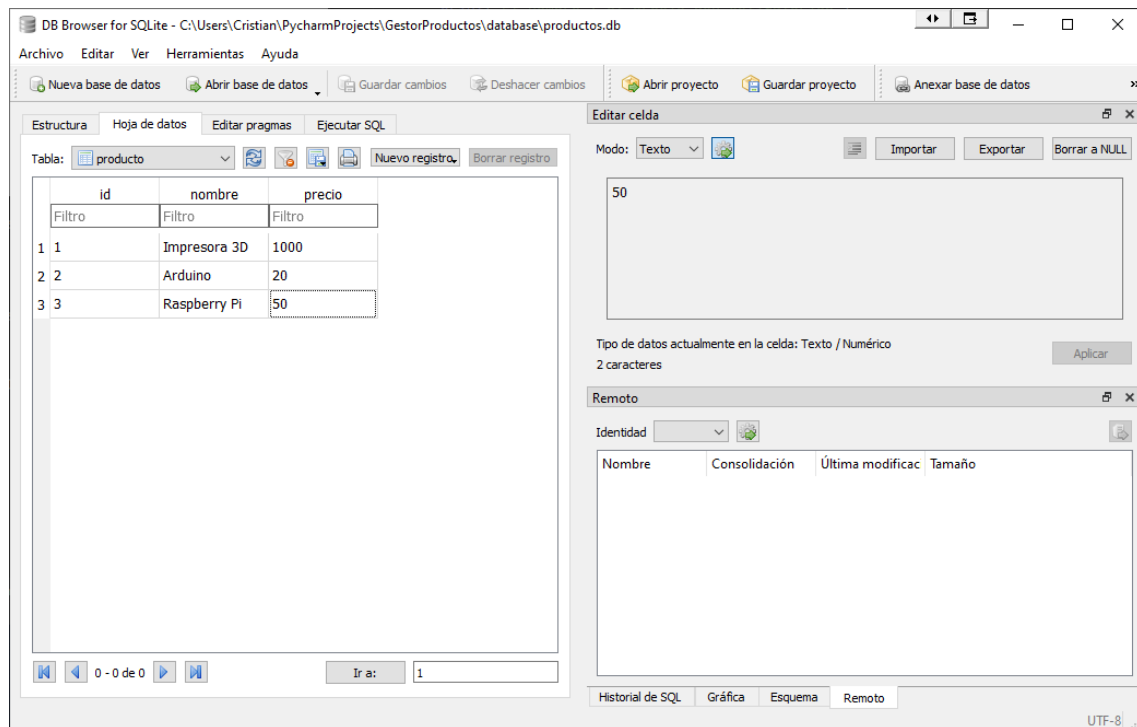 DB Browser for SQLite - C:\Users\Cristian\PycharmProjects\GestorProductos\database\productos.db
Archivo Editar Ver Herramientas Ayuda
Nueva base de datos Abrir base de datos Guardar cambios Deshacer cambios Abrir proyecto Guardar proyecto Anexar base de datos »
Estructura Hoja de datos Editar pragmas Ejecutar SQL
Tabla: producto Nuevo registro Borrar registro
id nombre precio
Filtro Filtro Filtro
1 1 Impresora 3D 1000
2 2 Arduino 20
3 3 Raspberry Pi 50
0 - 0 de 0 Ir a: 1
Editar celda
Modo: Texto Importar Exportar Borrar a NULL
50
Tipo de datos actualmente en la celda: Texto / Numérico
2 caracteres
Aplicar
Remoto
Identidad
Nombre Consolidación Última modificac Tamaño
Historial de SQL Gráfica Esquema Remoto
UTF-8